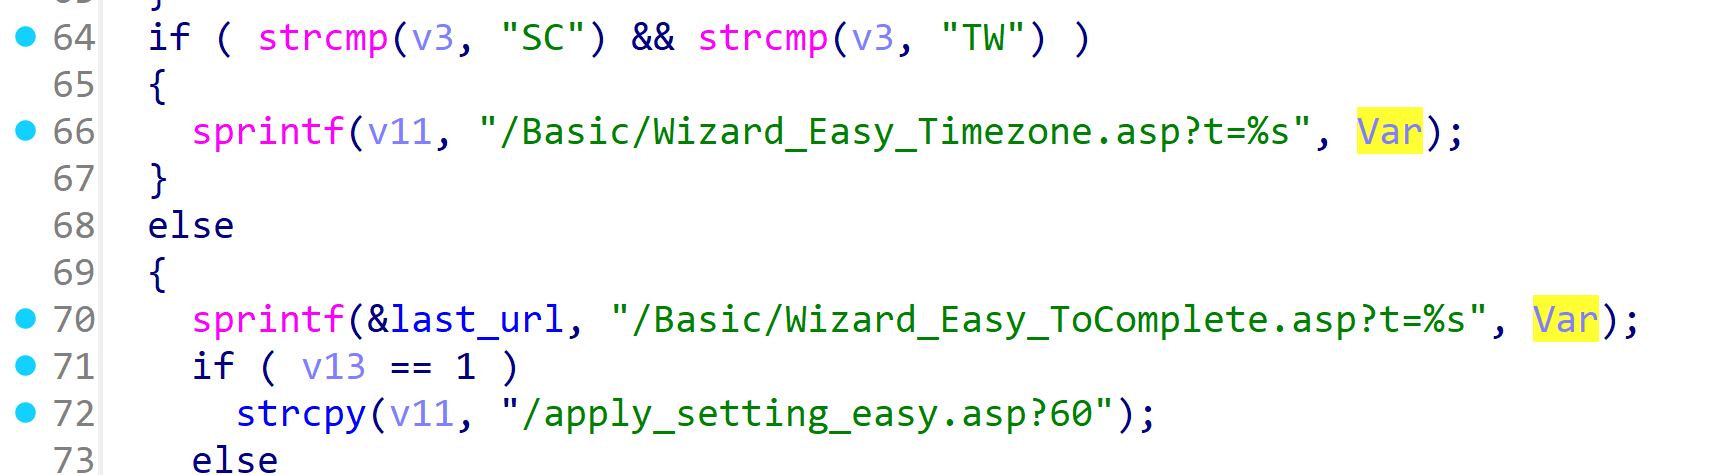 64 if ( strcmp(v3, "SC") && strcmp(v3, "TW") )
65 {
66 sprintf(v11, "/Basic/Wizard_Easy_Timezone.asp?t=%s", Var);
67 }
68 else
69 {
70 sprintf(&last_url, "/Basic/Wizard_Easy_ToComplete.asp?t=%s", Var);
71 if ( v13 == 1 )
72 strcpy(v11, "/apply_setting_easy.asp?60");
73 else